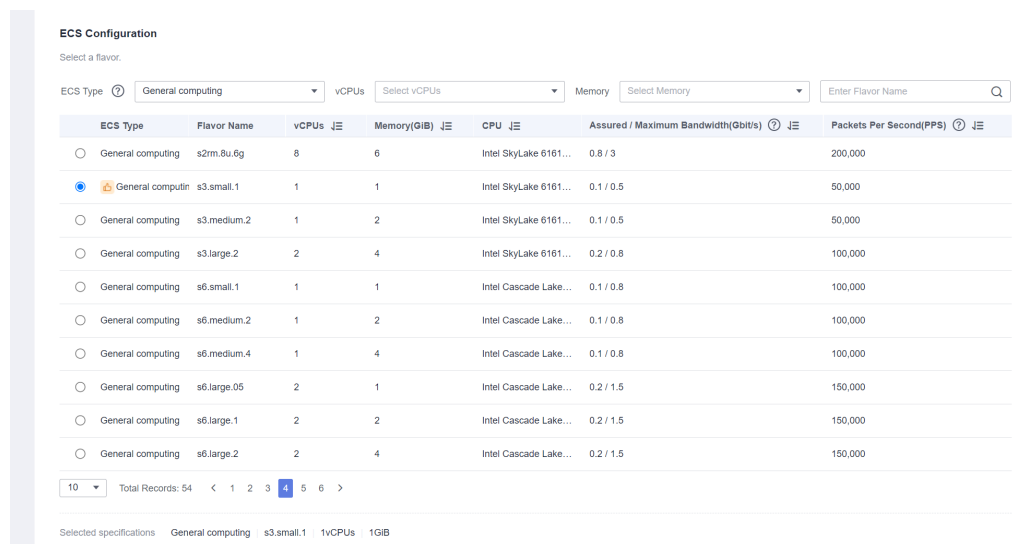 ECS Configuration
Select a flavor.
ECS Type ? General computing vCPUs Select vCPUs Memory Select Memory Enter Flavor Name
ECS Type Flavor Name vCPUs Memory(GiB) CPU Assured / Maximum Bandwidth(Gbit/s) ? Packets Per Second(PPS) ?
General computing s2rm.8u.6g 8 6 Intel SkyLake 6161... 0.8 / 3 200,000
General computin s3.small.1 1 1 Intel SkyLake 6161... 0.1 / 0.5 50,000
General computing s3.medium.2 1 2 Intel SkyLake 6161... 0.1 / 0.5 50,000
General computing s3.large.2 2 4 Intel SkyLake 6161... 0.2 / 0.8 100,000
General computing s6.small.1 1 1 Intel Cascade Lake... 0.1 / 0.8 100,000
General computing s6.medium.2 1 2 Intel Cascade Lake... 0.1 / 0.8 100,000
General computing s6.medium.4 1 4 Intel Cascade Lake... 0.1 / 0.8 100,000
General computing s6.large.05 2 1 Intel Cascade Lake... 0.2 / 1.5 150,000
General computing s6.large.1 2 2 Intel Cascade Lake... 0.2 / 1.5 150,000
General computing s6.large.2 2 4 Intel Cascade Lake... 0.2 / 1.5 150,000
10 Total Records: 54 < 1 2 3 4 5 6 >
Selected specifications General computing s3.small.1 1vCPUs 1GiB